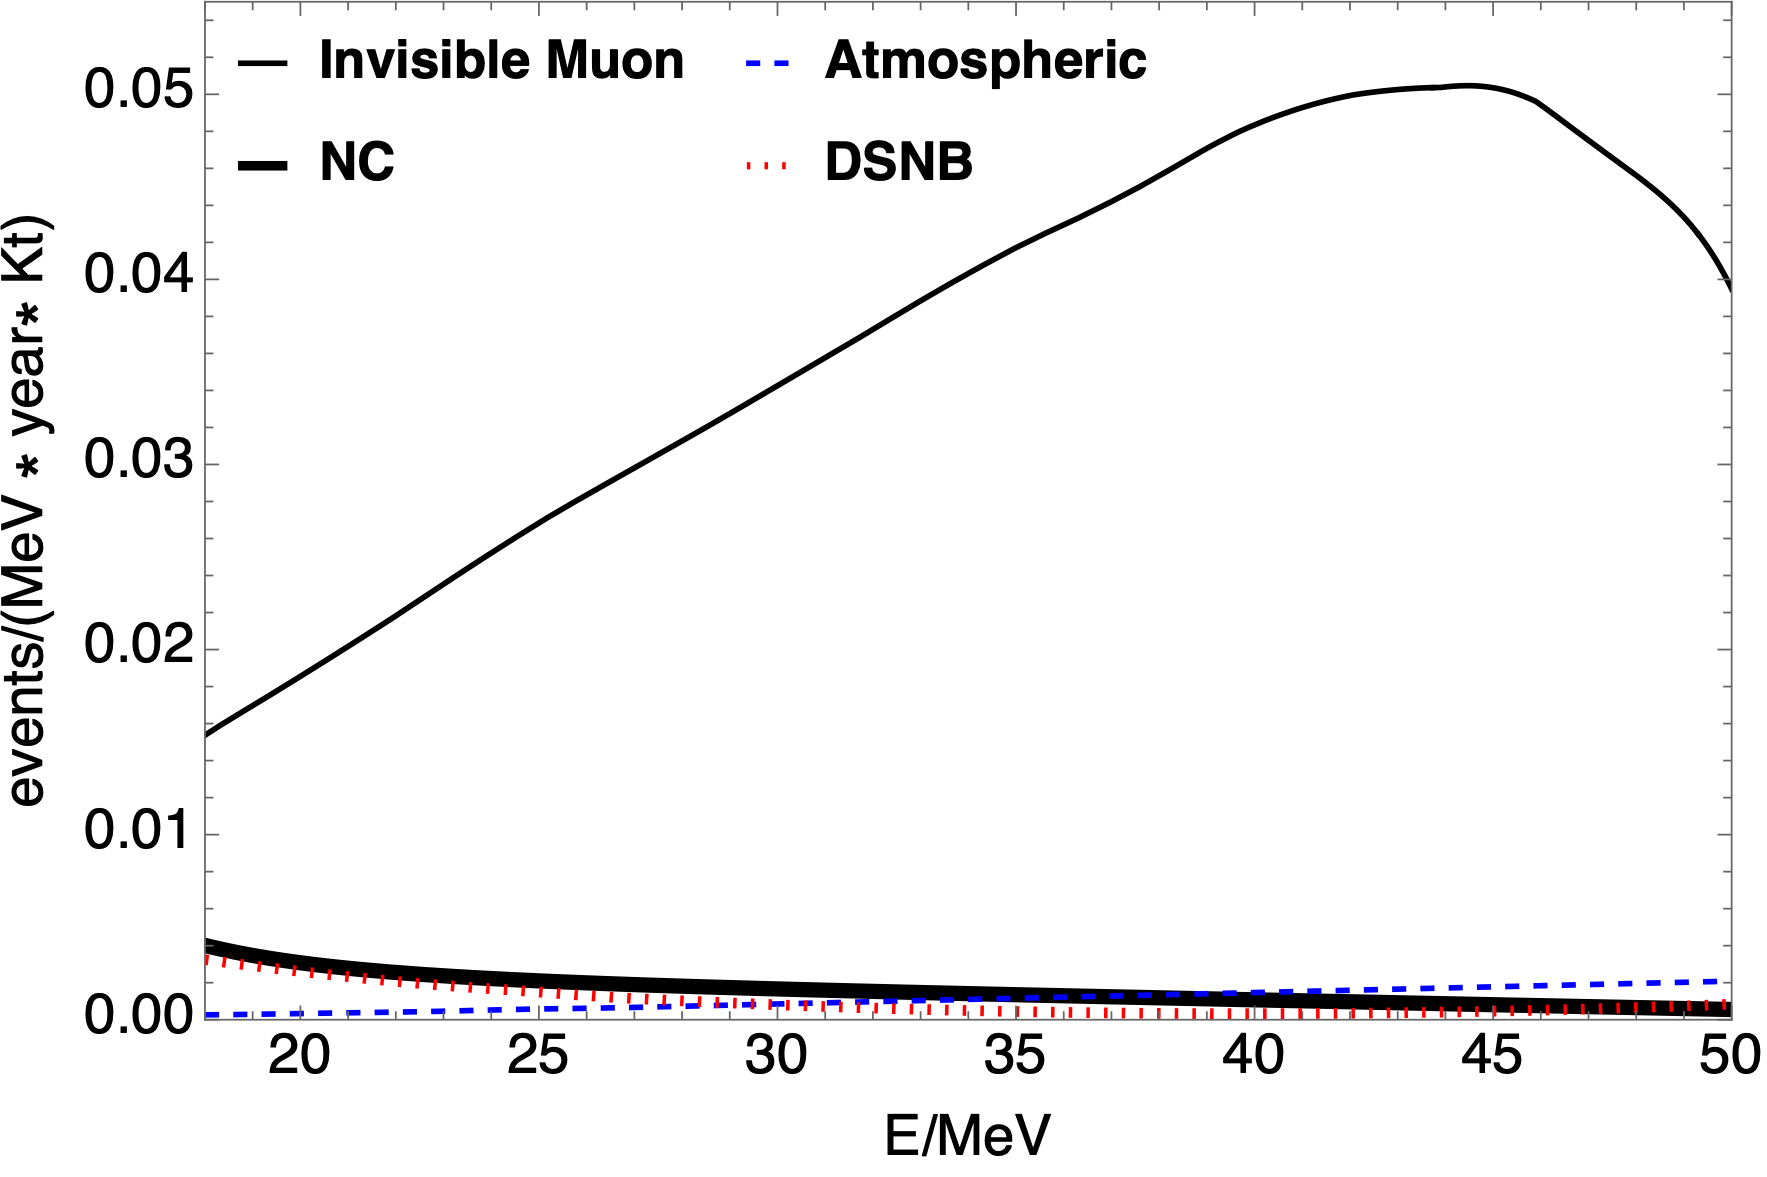 Invisible Muon
Atmospheric
NC
DSNB
events/(MeV * year* Kt)
0.05
0.04
0.03
0.02
0.01
0.00
20 25 30 35 40 45 50
E/MeV